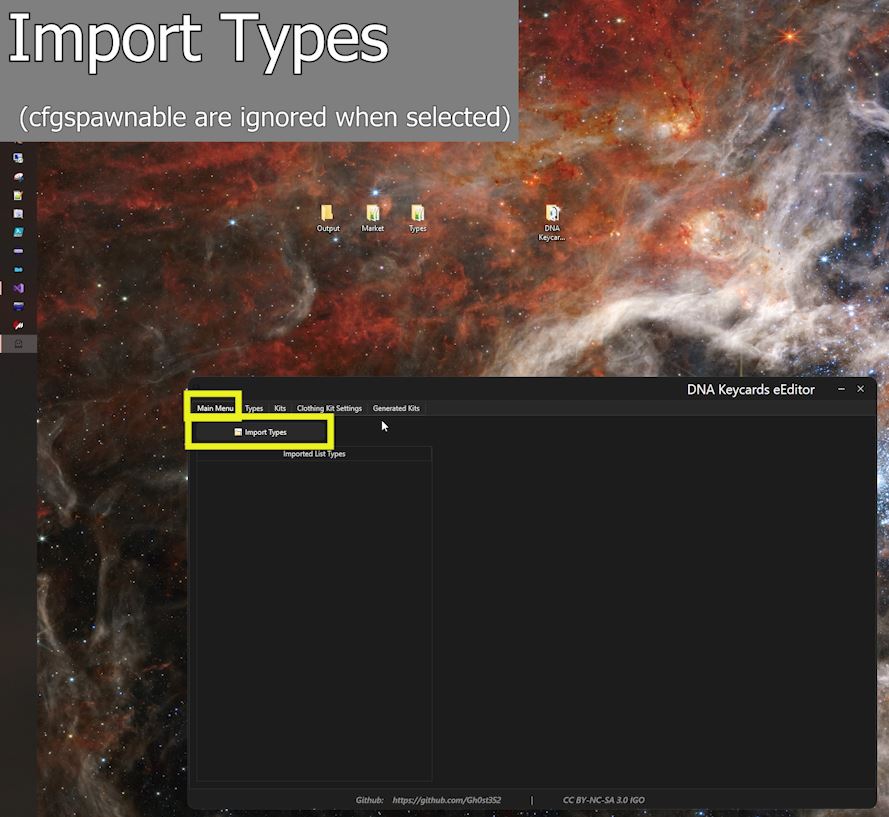 Import Types
(cfgspawnable are ignored when selected)
Output
Market
Types
DNA
Keycar...
DNA Keycards eEditor
Main Menu
Types
Kits
Clothing Kit Settings
Generated Kits
Import Types
Imported List Types
Github: https://github.com/Gh0st352 | CC BY-NC-SA 3.0 IGO